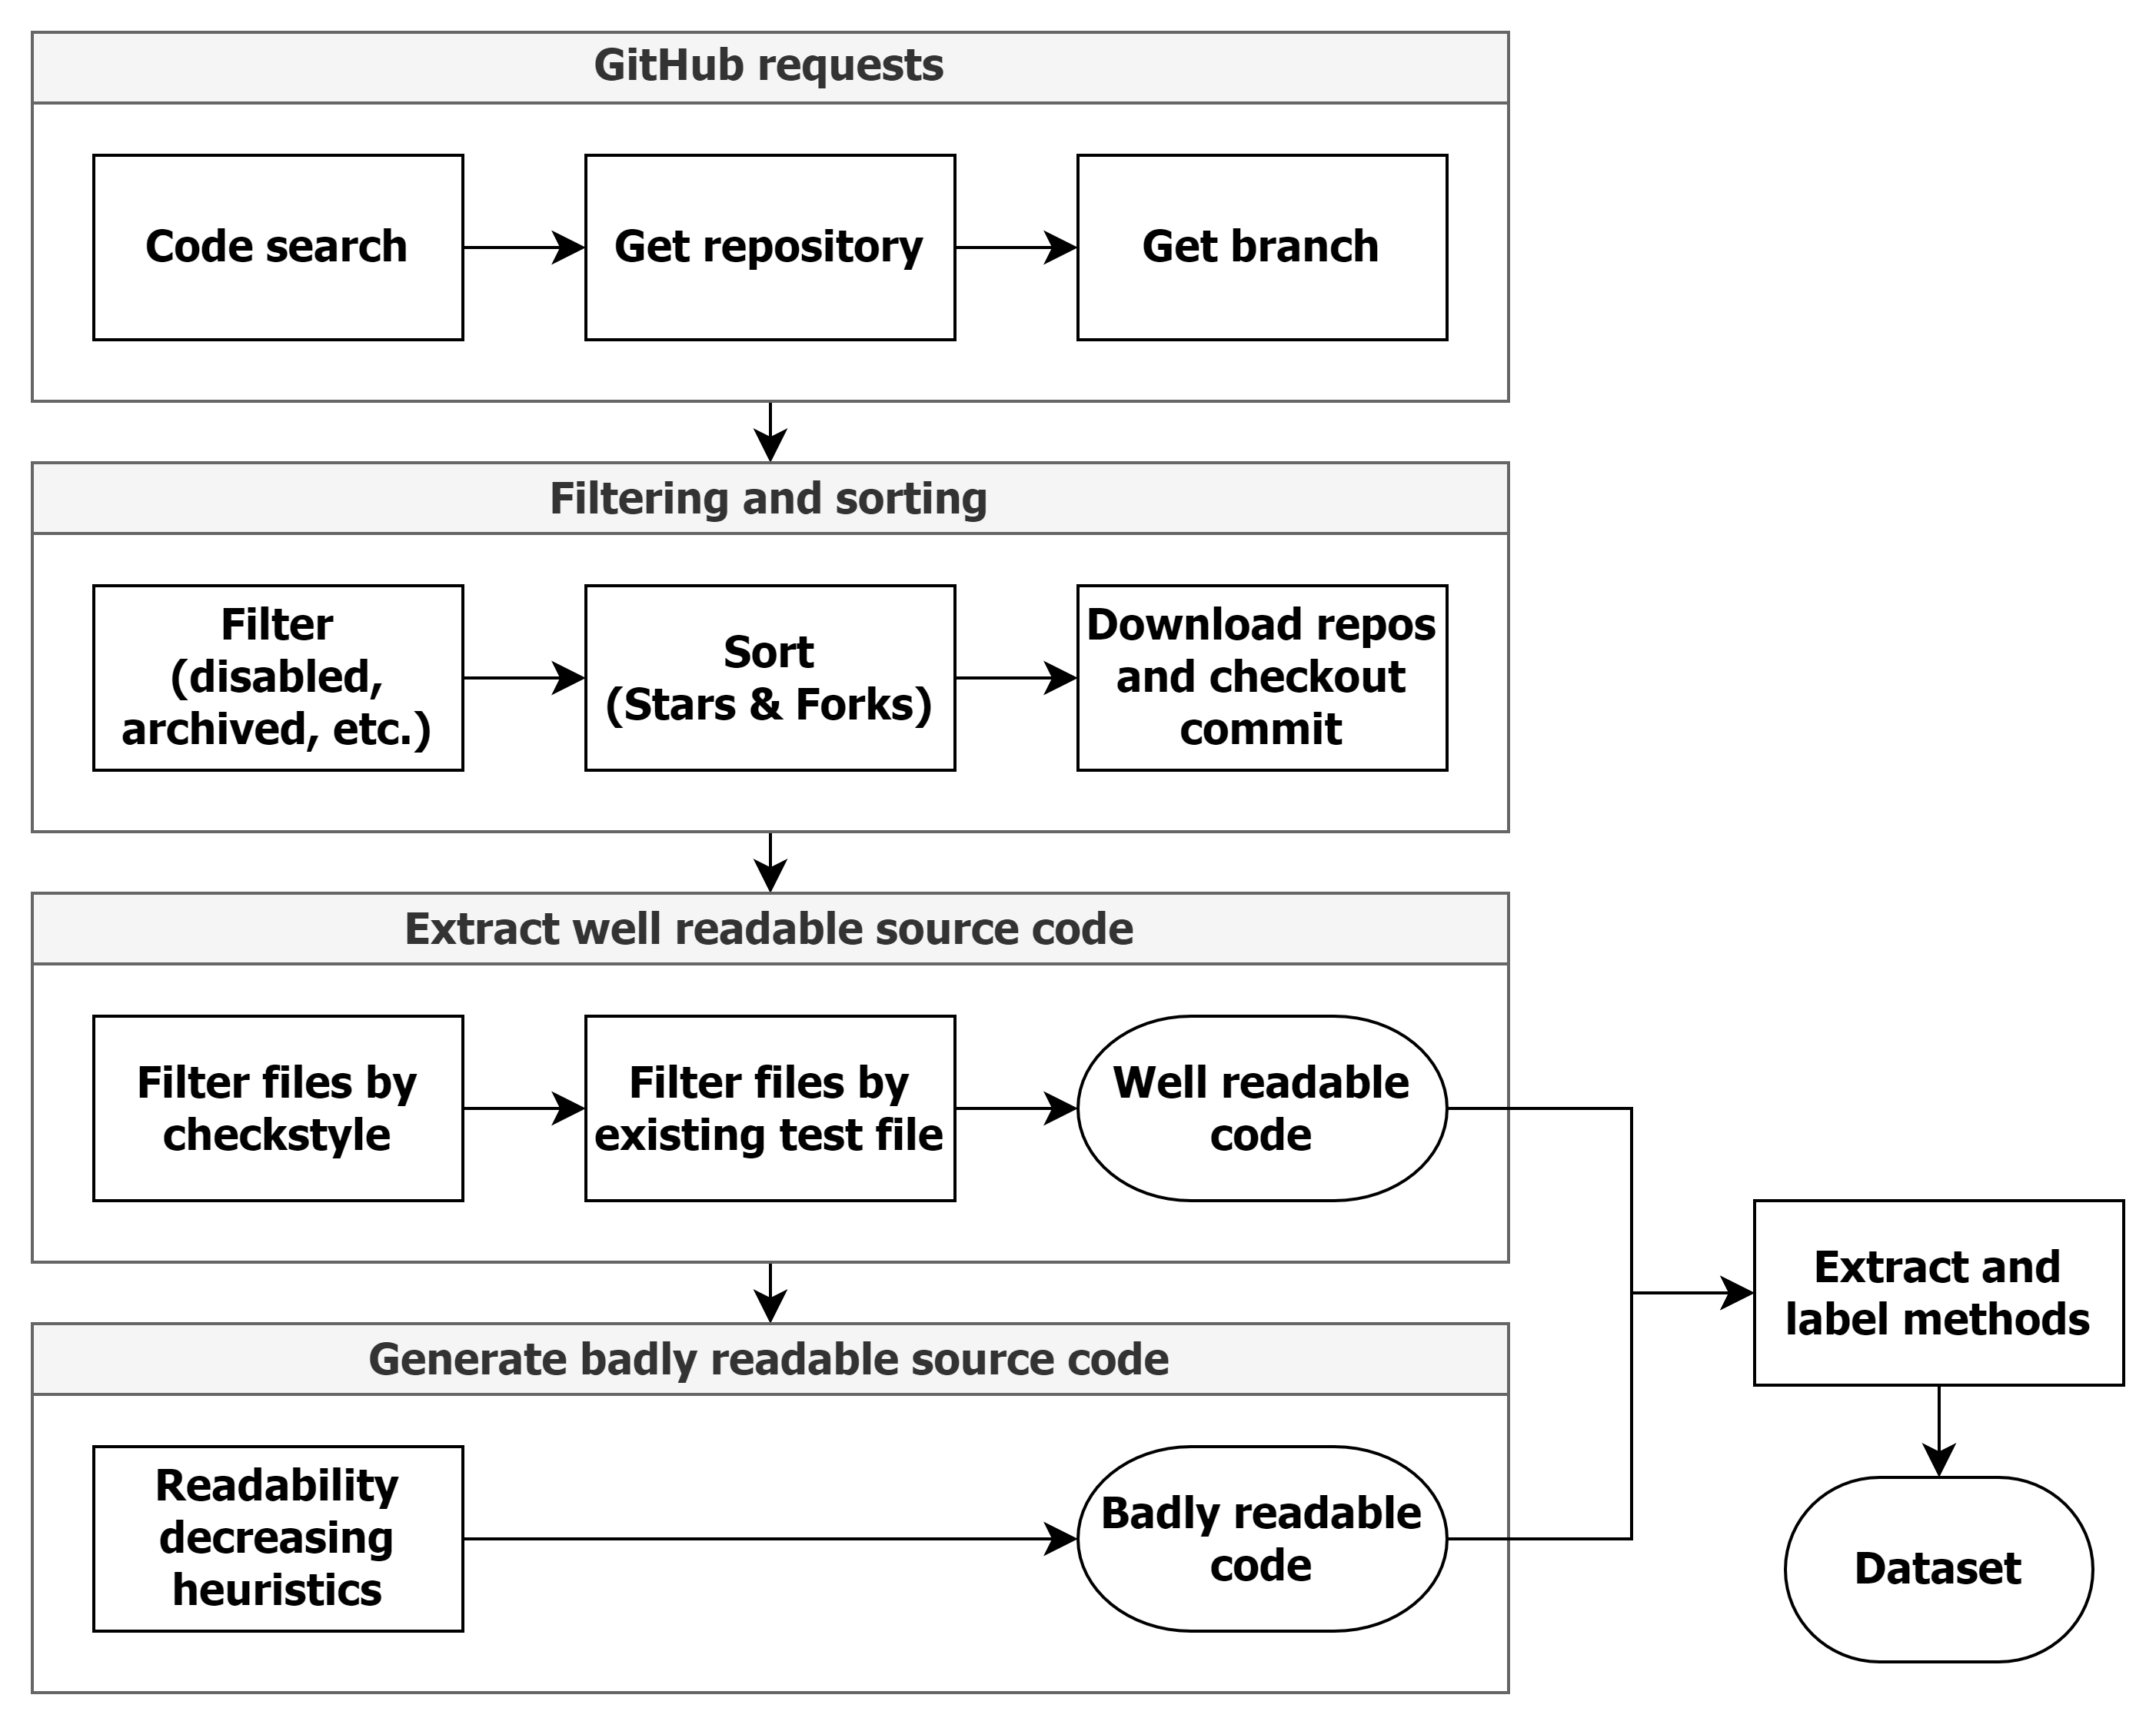 GitHub requests
Code search
Get repository
Get branch
Filtering and sorting
Filter
(disabled,
archived, etc.)
Sort
(Stars & Forks)
Download repos
and checkout
commit
Extract well readable source code
Filter files by
checkstyle
Filter files by
existing test file
Well readable
code
Generate badly readable source code
Readability
decreasing
heuristics
Badly readable
code
Extract and
label methods
Dataset